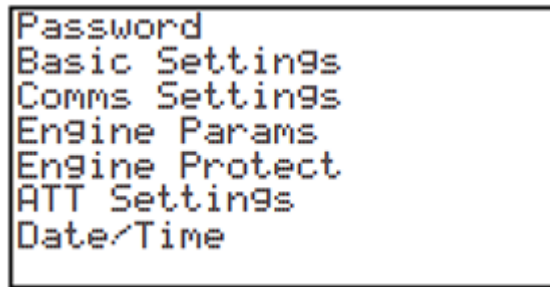 Password
Basic Settings
Comms Settings
Engine Params
Engine Protect
ATT Settings
Date/Time